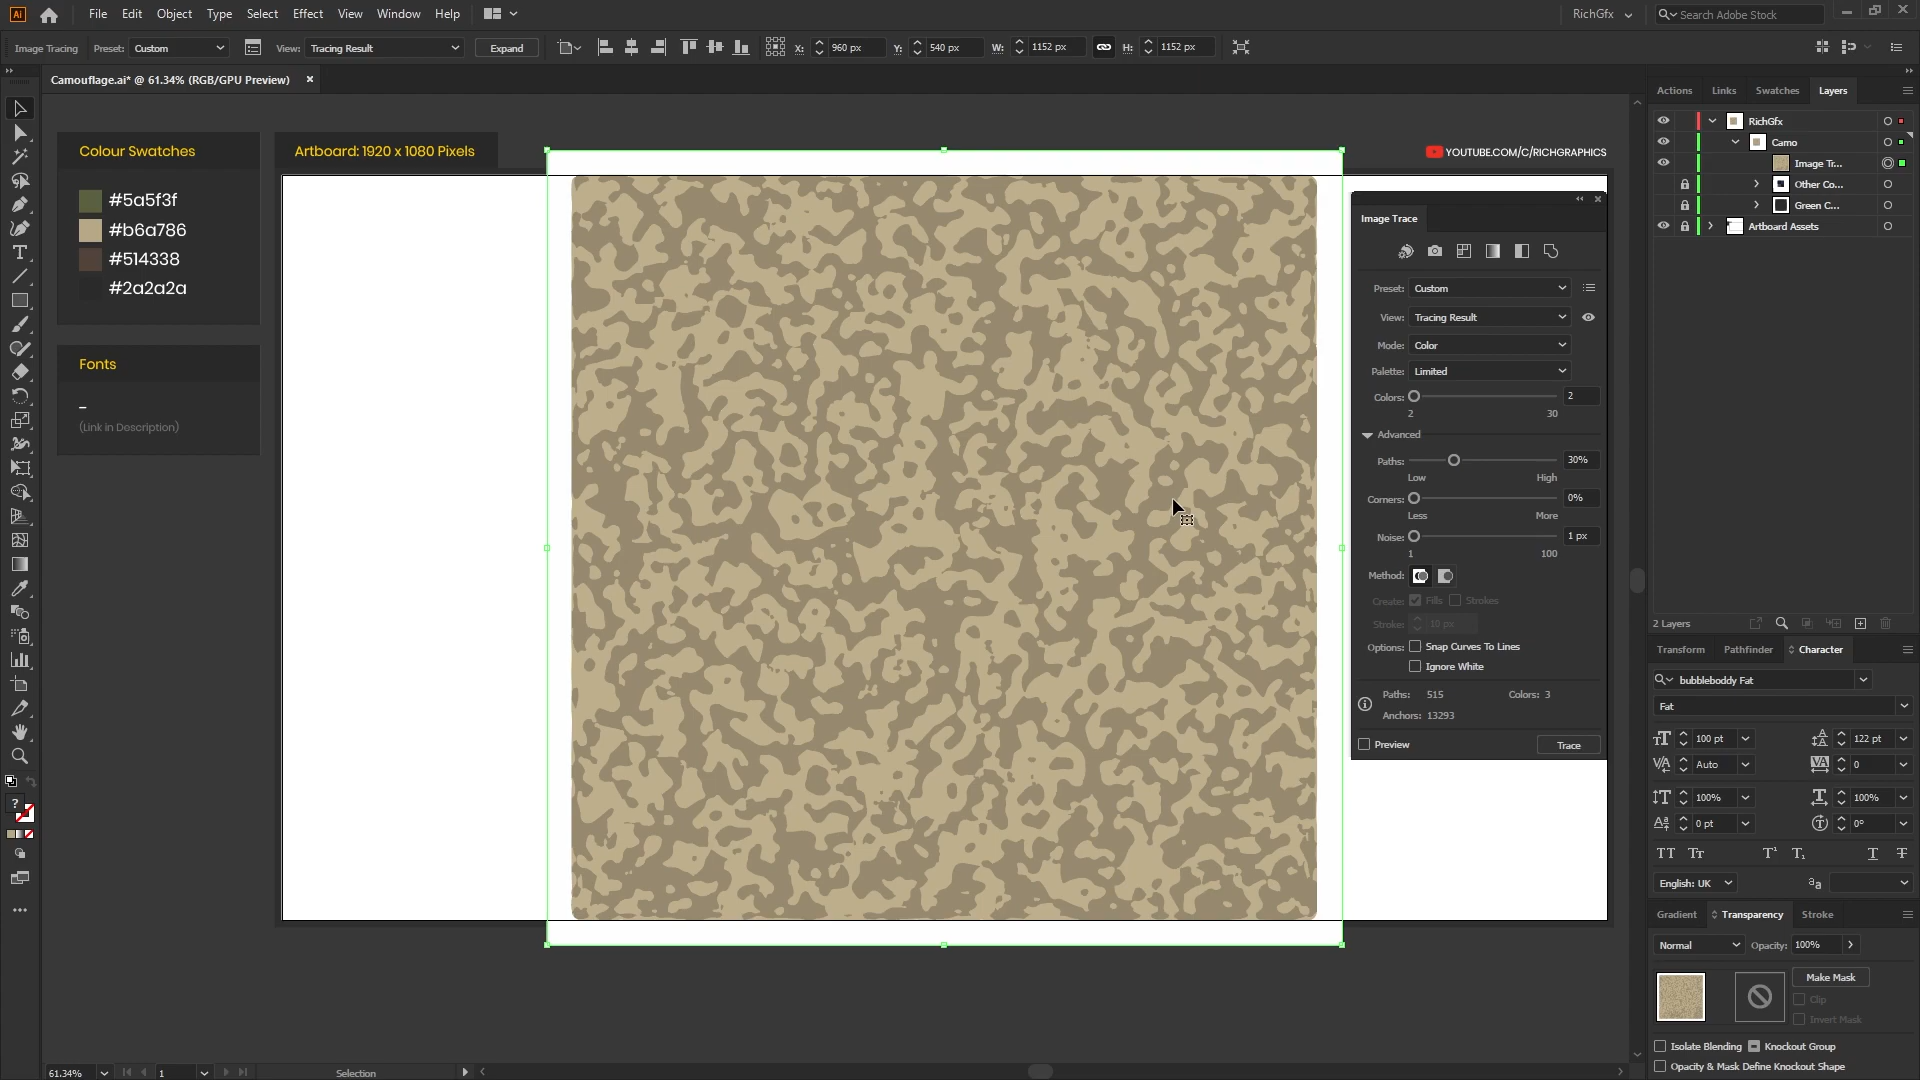 Ai File Edit Object Type Select Effect View Window Help RichGfx Search Adobe Stock
Image Tracing Preset: Custom View: Tracing Result Expand X: 960 px Y: 540 px W: 1152 px H: 1152 px
Camouflage.ai* @ 61.34% (RGB/GPU Preview) ×
Colour Swatches
#5a5f3f
#b6a786
#514338
#2a2a2a
Fonts
–
(Link in Description)
Artboard: 1920 x 1080 Pixels
YOUTUBE.COM/C/RICHGRAPHICS
Image Trace
Preset: Custom
View: Tracing Result
Mode: Color
Palette: Limited
Colors: 2
2 30
Advanced
Paths: 30%
Low High
Corners: 0%
Less More
Noise: 1 px
1 100
Method:
Create: Fills Strokes
Stroke: 10 px
Options: Snap Curves To Lines
Ignore White
Paths: 515 Colors: 3
Anchors: 13293
Preview Trace
Actions Links Swatches Layers
RichGfx
Camo
Image Tr...
Other Co...
Green C...
Artboard Assets
2 Layers
Transform Pathfinder Character
bubbleboddy Fat
Fat
100 pt 122 pt
Auto 0
100% 100%
0 pt 0°
TT Tr T¹ T₁ T T
English: UK aa
Gradient Transparency Stroke
Normal Opacity: 100%
Make Mask
Clip
Invert Mask
Isolate Blending Knockout Group
Opacity & Mask Define Knockout Shape
61.34% 1 Selection